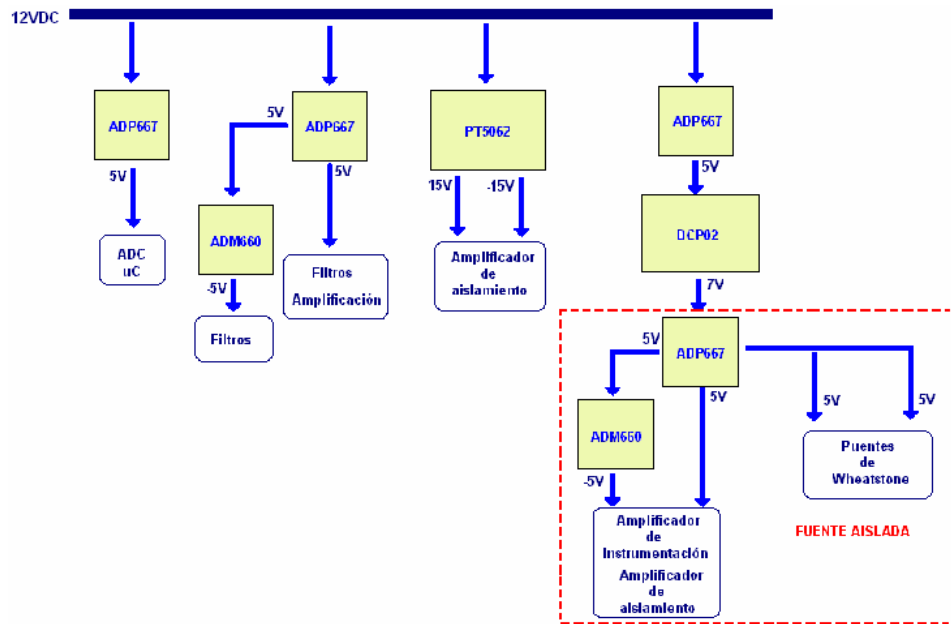 12VDC
ADP667
5V
ADC
uC
5V
ADP667
5V
ADM660
-5V
Filtros
Filtros
Amplificación
PT5062
15V
-15V
Amplificador
de
aislamiento
ADP667
5V
DCP02
7V
5V
ADP667
5V
ADM660
-5V
Amplificador
de
Instrumentación
Amplificador
de
aislamiento
5V
5V
Puentes
de
Wheatstone
FUENTE AISLADA